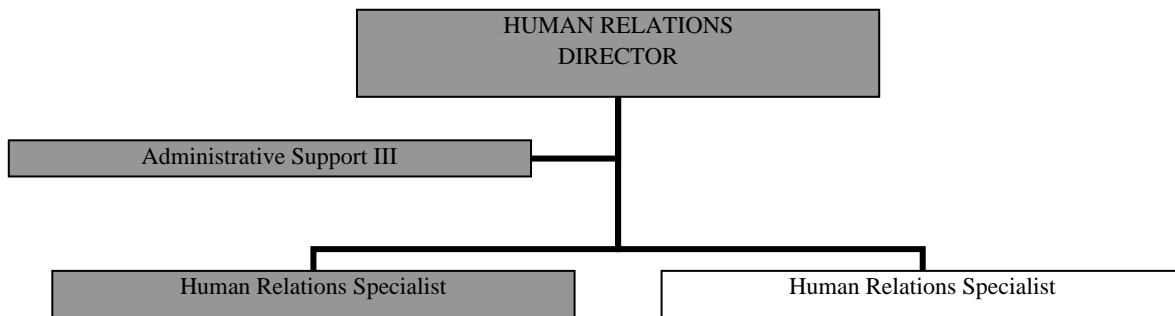 HUMAN RELATIONS
DIRECTOR
Administrative Support III
Human Relations Specialist
Human Relations Specialist